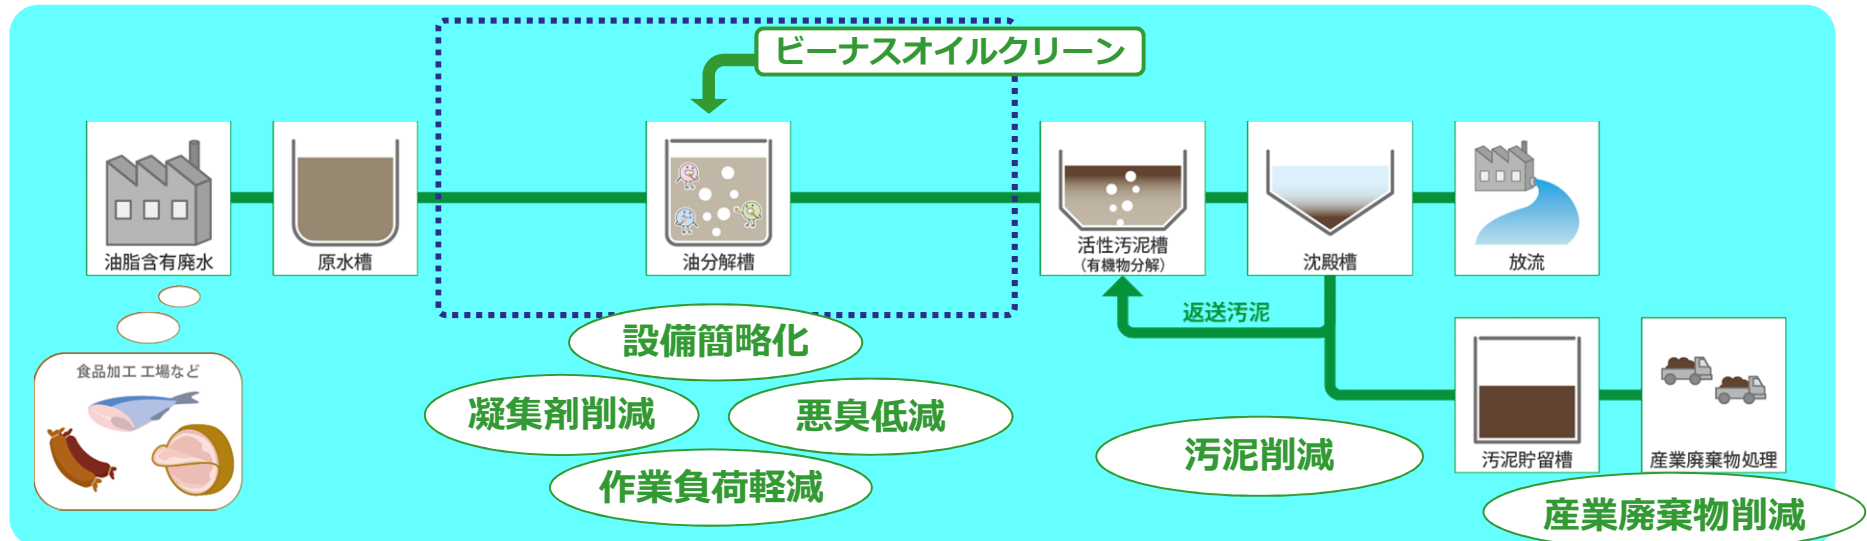 ビーナスオイルクリーン
油脂含有廃水
原水槽
油分解槽
活性汚泥槽
（有機物分解）
沈殿槽
放流
返送汚泥
食品加工 工場など
設備簡略化
凝集剤削減
悪臭低減
作業負荷軽減
汚泥削減
汚泥貯留槽
産業廃棄物処理
産業廃棄物削減